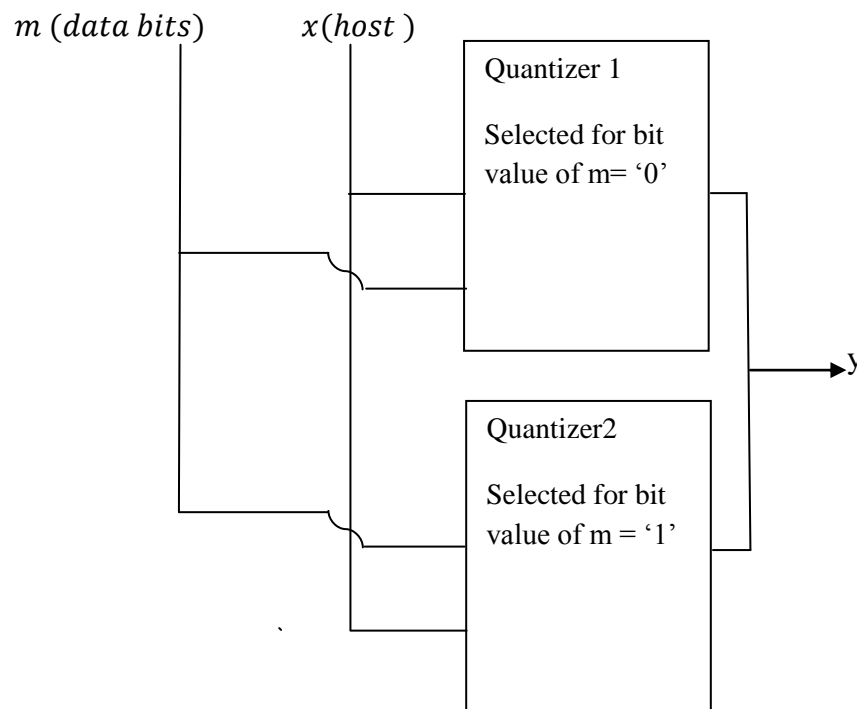 m (data bits)
x(host )
Quantizer 1
Selected for bit
value of m= ‘0’
y
Quantizer2
Selected for bit
value of m = ‘1’